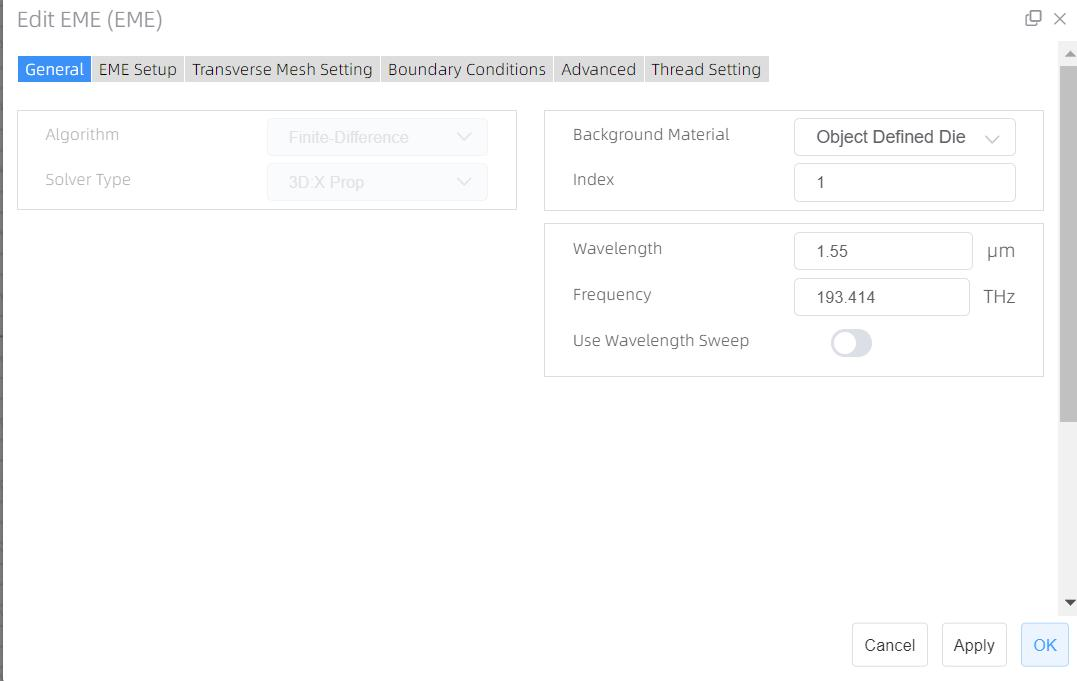 Edit EME (EME)
General EME Setup Transverse Mesh Setting Boundary Conditions Advanced Thread Setting
Algorithm Finite-Difference
Solver Type 3D:X Prop
Background Material Object Defined Die
Index 1
Wavelength 1.55 µm
Frequency 193.414 THz
Use Wavelength Sweep
Cancel Apply OK